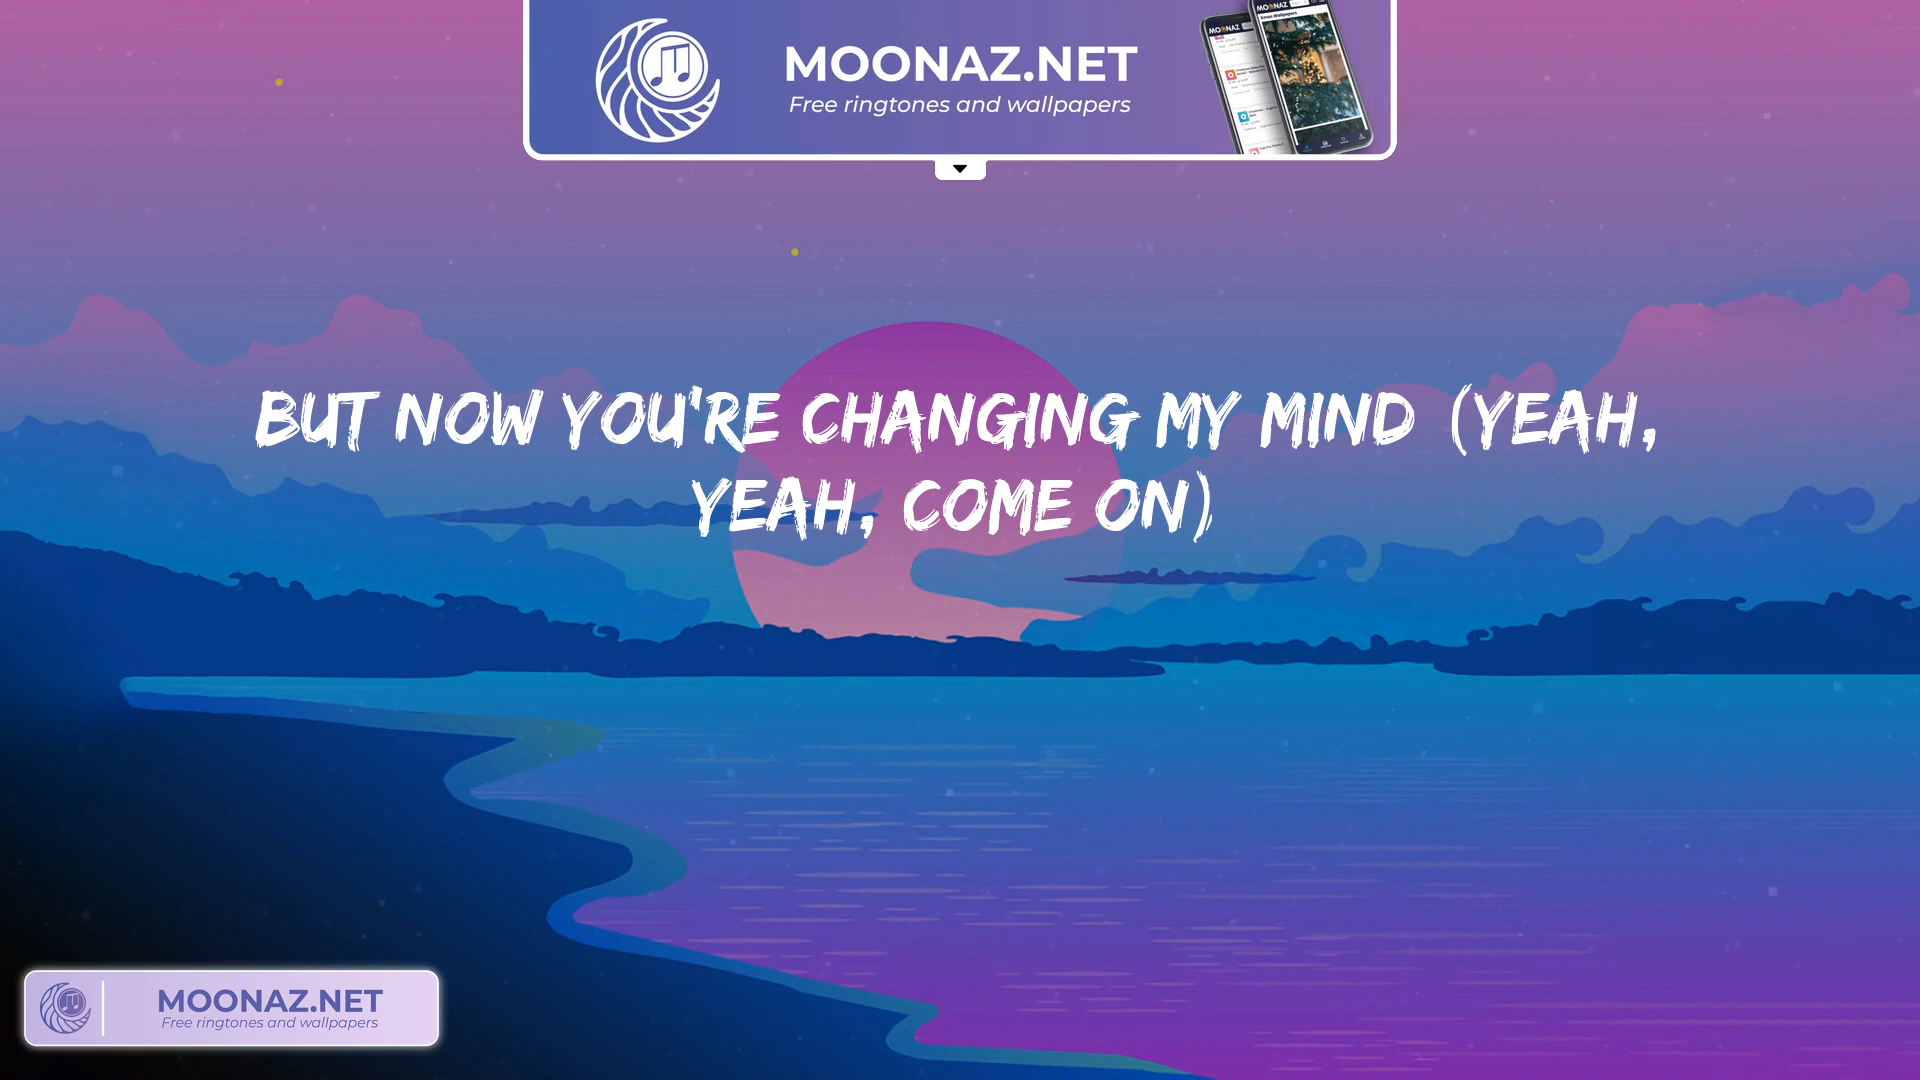 MOONAZ.NET
Free ringtones and wallpapers
BUT NOW YOU'RE CHANGING MY MIND (YEAH,
YEAH, COME ON)
MOONAZ.NET
Free ringtones and wallpapers